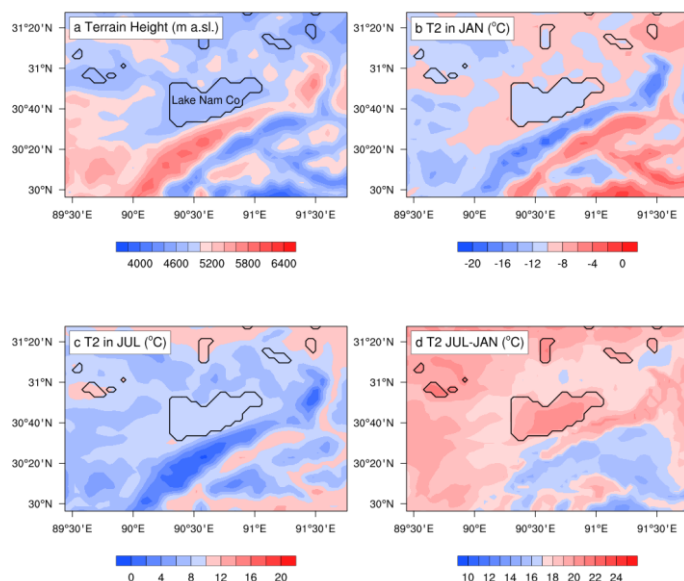 a Terrain Height (m a.sl.)
31°20'
31°N
30°40'
30°20'
30°N
Lake Nam Co
89°30'E 90°E 90°30'E 91°E 91°30'E
4000 4600 5200 5800 6400
b T2 in JAN (°C)
31°20'
31°N
30°40'
30°20'
30°N
89°30'E 90°E 90°30'E 91°E 91°30'E
-20 -16 -12 -8 -4 0
c T2 in JUL (°C)
31°20'
31°N
30°40'
30°20'
30°N
89°30'E 90°E 90°30'E 91°E 91°30'E
0 4 8 12 16 20
d T2 JUL-JAN (°C)
31°20'
31°N
30°40'
30°20'
30°N
89°30'E 90°E 90°30'E 91°E 91°30'E
10 12 14 16 18 20 22 24